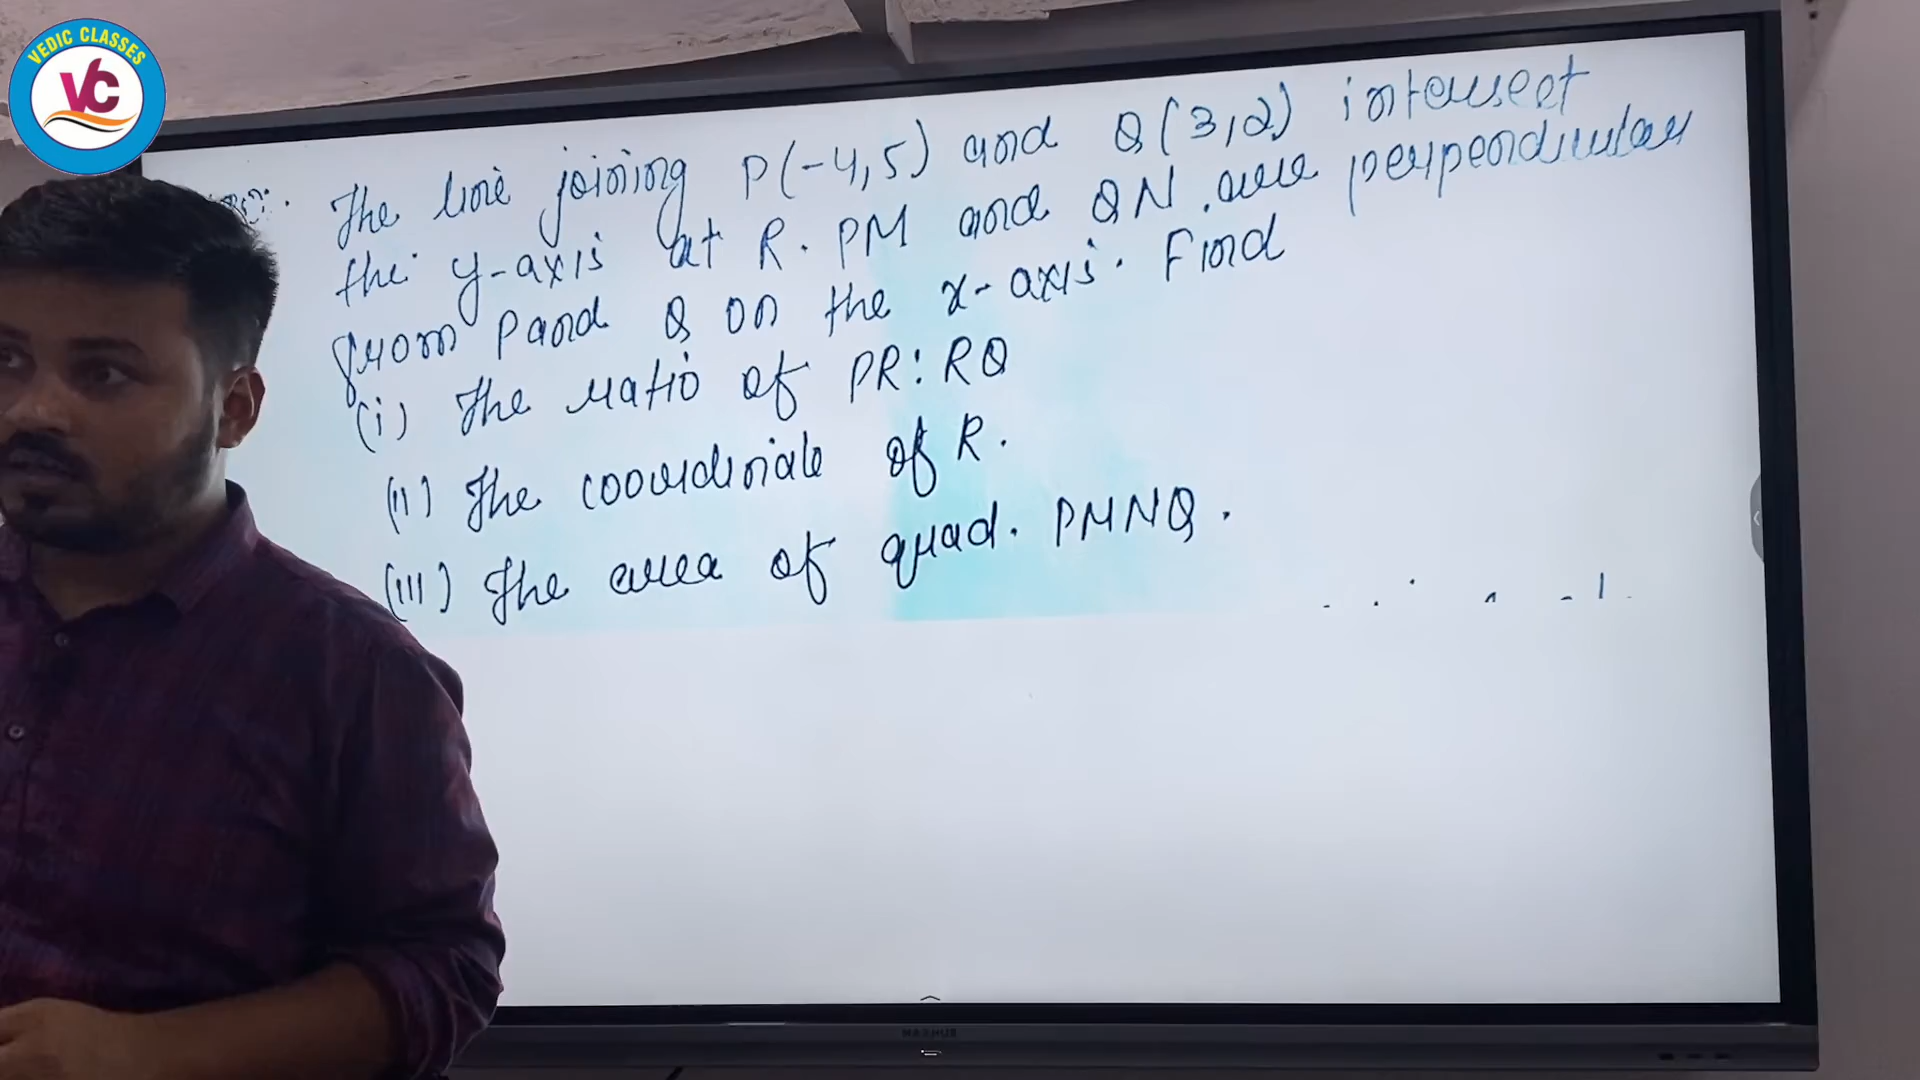 VEDIC CLASSES
VC
The line joining P(-4,5) and Q(3,2) intersect
the y-axis at R. PM and QN are perpendicular
from P and Q on the x-axis. Find
(i) The ratio of PR:RQ
(ii) The coordinate of R.
(iii) The area of quad. PMNQ.